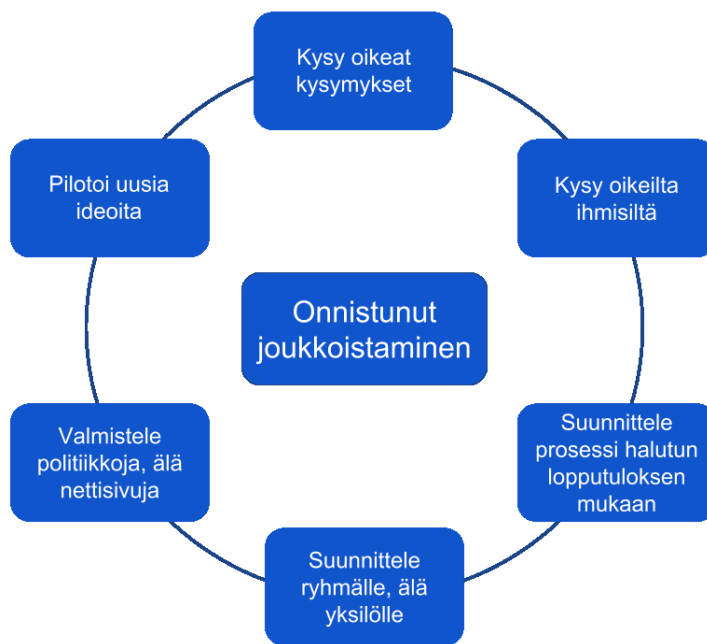 Kysy oikeat
kysymykset
Kysy oikeilta
ihmisiltä
Suunnittele
prosessi halutun
lopputuloksen
mukaan
Suunnittele
ryhmälle, älä
yksilölle
Valmistele
politiikkoja, älä
nettisivuja
Pilotoi uusia
ideoita
Onnistunut
joukkoistaminen